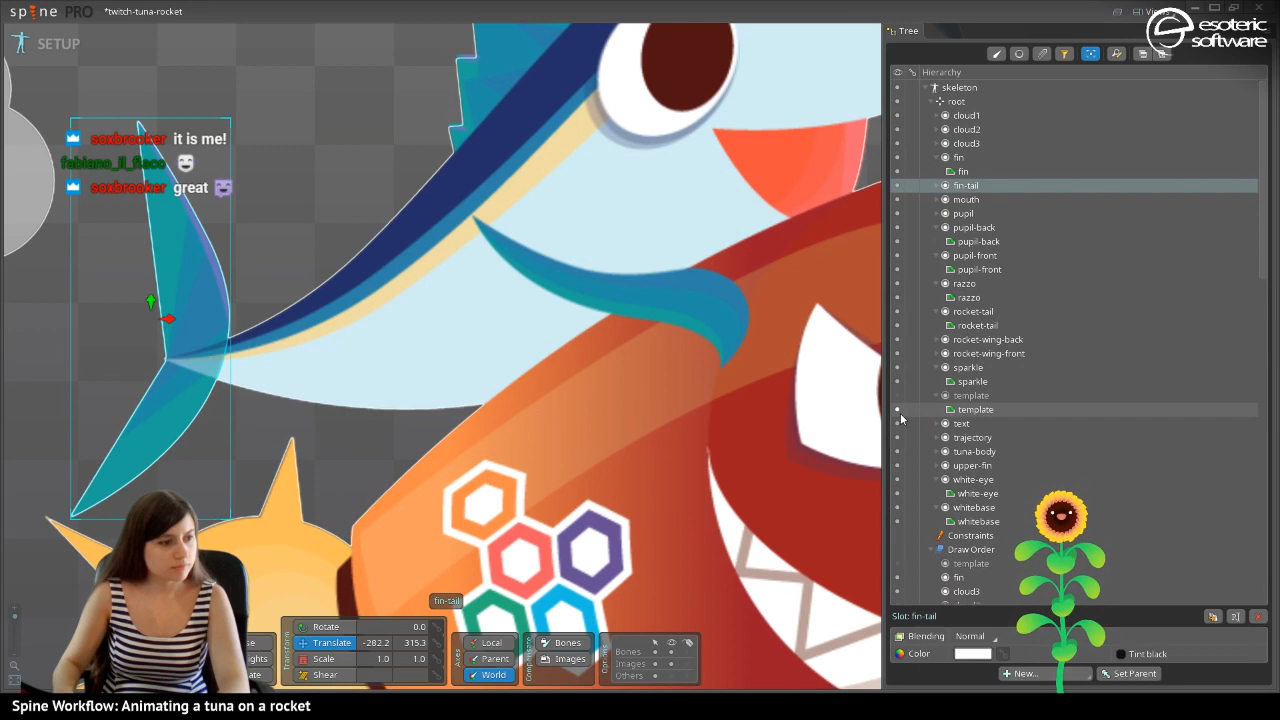 spine PRO *twitch-tuna-rocket
SETUP
soxbrooker it is me!
fabiano_li_fisco
soxbrooker great
fin-tail
Rotate 0.0
Translate -282.2 315.3
Scale 1.0 1.0
Shear
Transform
Axes
Local
Parent
World
Compensate
Bones
Images
Options
Bones
Images
Others
Tree
esoteric
software
Hierarchy
skeleton
root
cloud1
cloud2
cloud3
fin
fin
fin-tail
mouth
pupil
pupil-back
pupil-back
pupil-front
pupil-front
razzo
razzo
rocket-tail
rocket-tail
rocket-wing-back
rocket-wing-front
sparkle
sparkle
template
template
text
trajectory
tuna-body
upper-fin
white-eye
white-eye
whitebase
whitebase
Constraints
Draw Order
template
fin
cloud3
Slot: fin-tail
Blending Normal
Color Tint black
New... Set Parent
Spine Workflow: Animating a tuna on a rocket